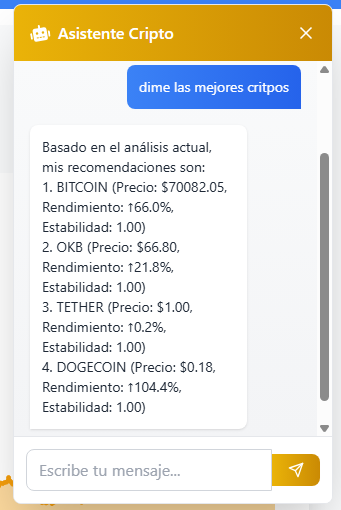 Asistente Cripto
dime las mejores critpos
Basado en el análisis actual,
mis recomendaciones son:
1. BITCOIN (Precio: $70082.05,
Rendimiento: ↑66.0%,
Estabilidad: 1.00)
2. OKB (Precio: $66.80,
Rendimiento: ↑21.8%,
Estabilidad: 1.00)
3. TETHER (Precio: $1.00,
Rendimiento: ↑0.2%,
Estabilidad: 1.00)
4. DOGECOIN (Precio: $0.18,
Rendimiento: ↑104.4%,
Estabilidad: 1.00)
Escribe tu mensaje...